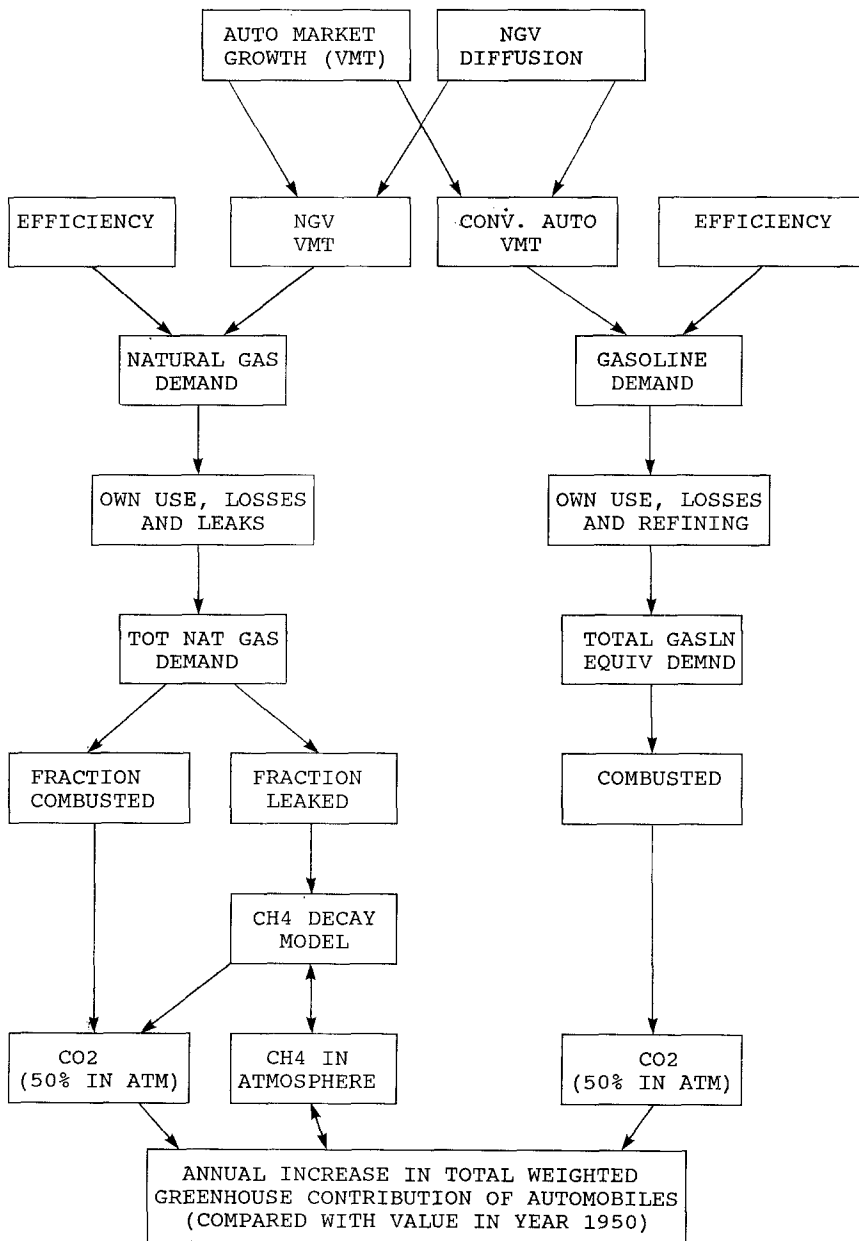 AUTO MARKET
GROWTH (VMT)
NGV
DIFFUSION
EFFICIENCY
NGV
VMT
CONV. AUTO
VMT
EFFICIENCY
NATURAL GAS
DEMAND
GASOLINE
DEMAND
OWN USE, LOSSES
AND LEAKS
OWN USE, LOSSES
AND REFINING
TOT NAT GAS
DEMAND
TOTAL GASLN
EQUIV DEMND
FRACTION
COMBUSTED
FRACTION
LEAKED
COMBUSTED
CH4 DECAY
MODEL
CO2
(50% IN ATM)
CH4 IN
ATMOSPHERE
CO2
(50% IN ATM)
ANNUAL INCREASE IN TOTAL WEIGHTED
GREENHOUSE CONTRIBUTION OF AUTOMOBILES
(COMPARED WITH VALUE IN YEAR 1950)